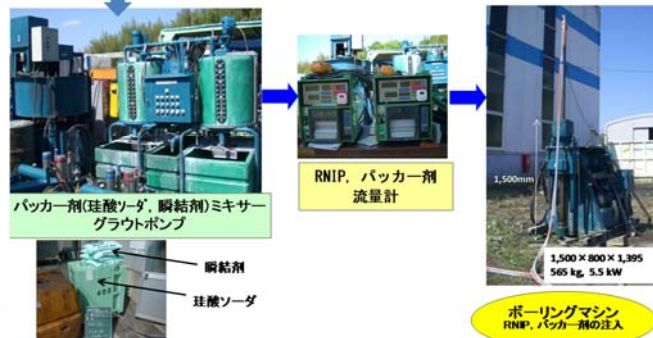 パッカー剤(珪酸ソーダ, 瞬結剤)ミキサー
グラウトポンプ
RNIP, パッカー剤
流量計
1,500mm
1,500×800×1,395
565 kg, 5.5 kW
瞬結剤
珪酸ソーダ
ボーリングマシン
RNIP, パッカー剤の注入